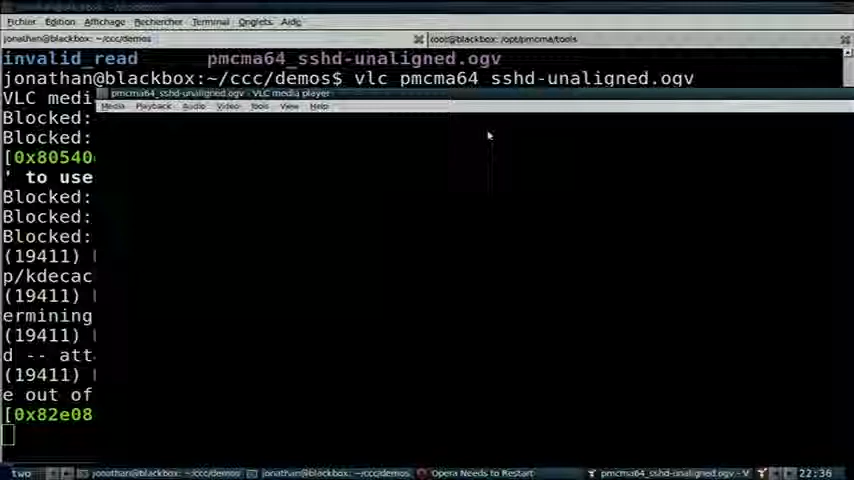 Fichier Édition Affichage Rechercher Terminal Onglets Aide
jonathan@blackbox: ~/ccc/demos
root@blackbox: /opt/pmcma/tools
invalid_read pmcma64_sshd-unaligned.ogv
jonathan@blackbox:~/ccc/demos$ vlc pmcma64_sshd-unaligned.ogv
VLC medi
pmcma64_sshd-unaligned.ogv - VLC media player
Media Playback Audio Video Tools View Help
Blocked:
Blocked:
[0x80540
' to use
Blocked:
Blocked:
Blocked:
(19411)
p/kdecac
(19411)
ermining
(19411)
d -- att
(19411)
e out of
[0x82e08
two
jonathan@blackbox: ~/ccc/demos
jonathan@blackbox: ~/ccc/demos
Opera Needs to Restart
pmcma64_sshd-unaligned.ogv - V
22:36